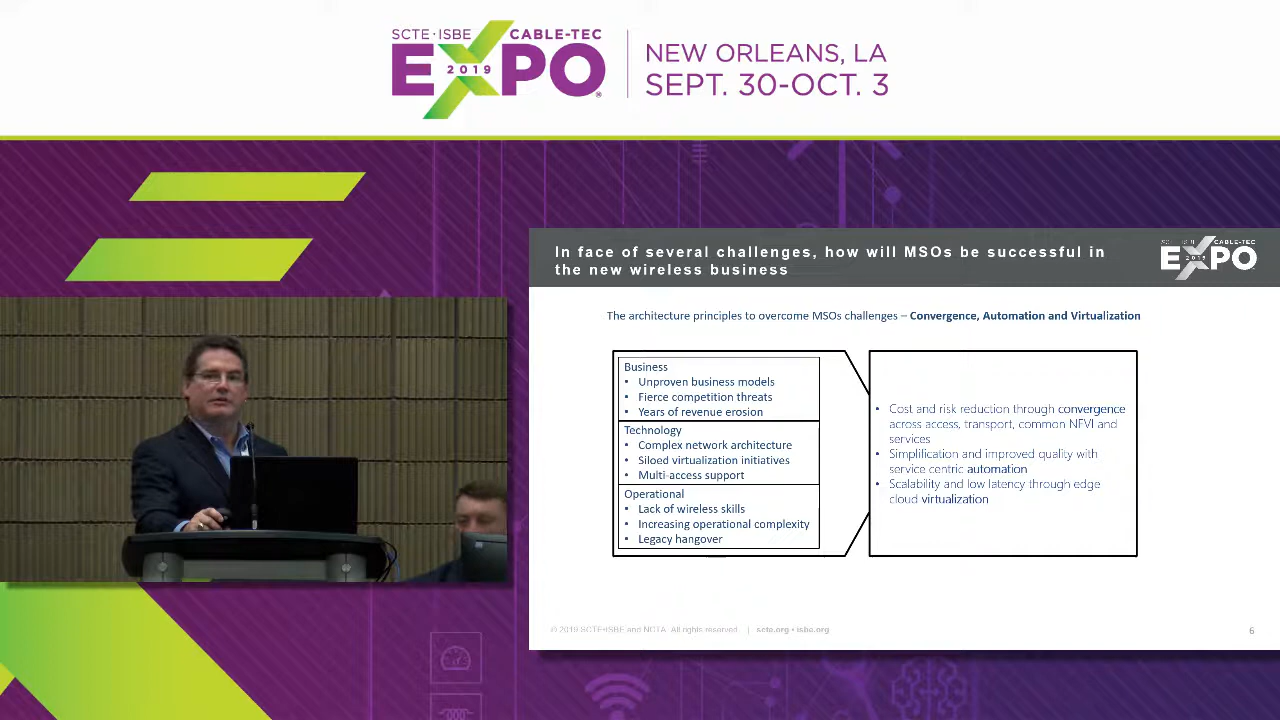 SCTE•ISBE CABLE-TEC
EXPO
2019
®
NEW ORLEANS, LA
SEPT. 30-OCT. 3
In face of several challenges, how will MSOs be successful in
the new wireless business
CABLE-TEC
EXPO
2019
The architecture principles to overcome MSOs challenges – Convergence, Automation and Virtualization
Business
• Unproven business models
• Fierce competition threats
• Years of revenue erosion
Technology
• Complex network architecture
• Siloed virtualization initiatives
• Multi-access support
Operational
• Lack of wireless skills
• Increasing operational complexity
• Legacy hangover
• Cost and risk reduction through convergence
across access, transport, common NFVI and
services
• Simplification and improved quality with
service centric automation
• Scalability and low latency through edge
cloud virtualization
© 2019 SCTE•ISBE and NCTA. All rights reserved. | scte.org • isbe.org
6